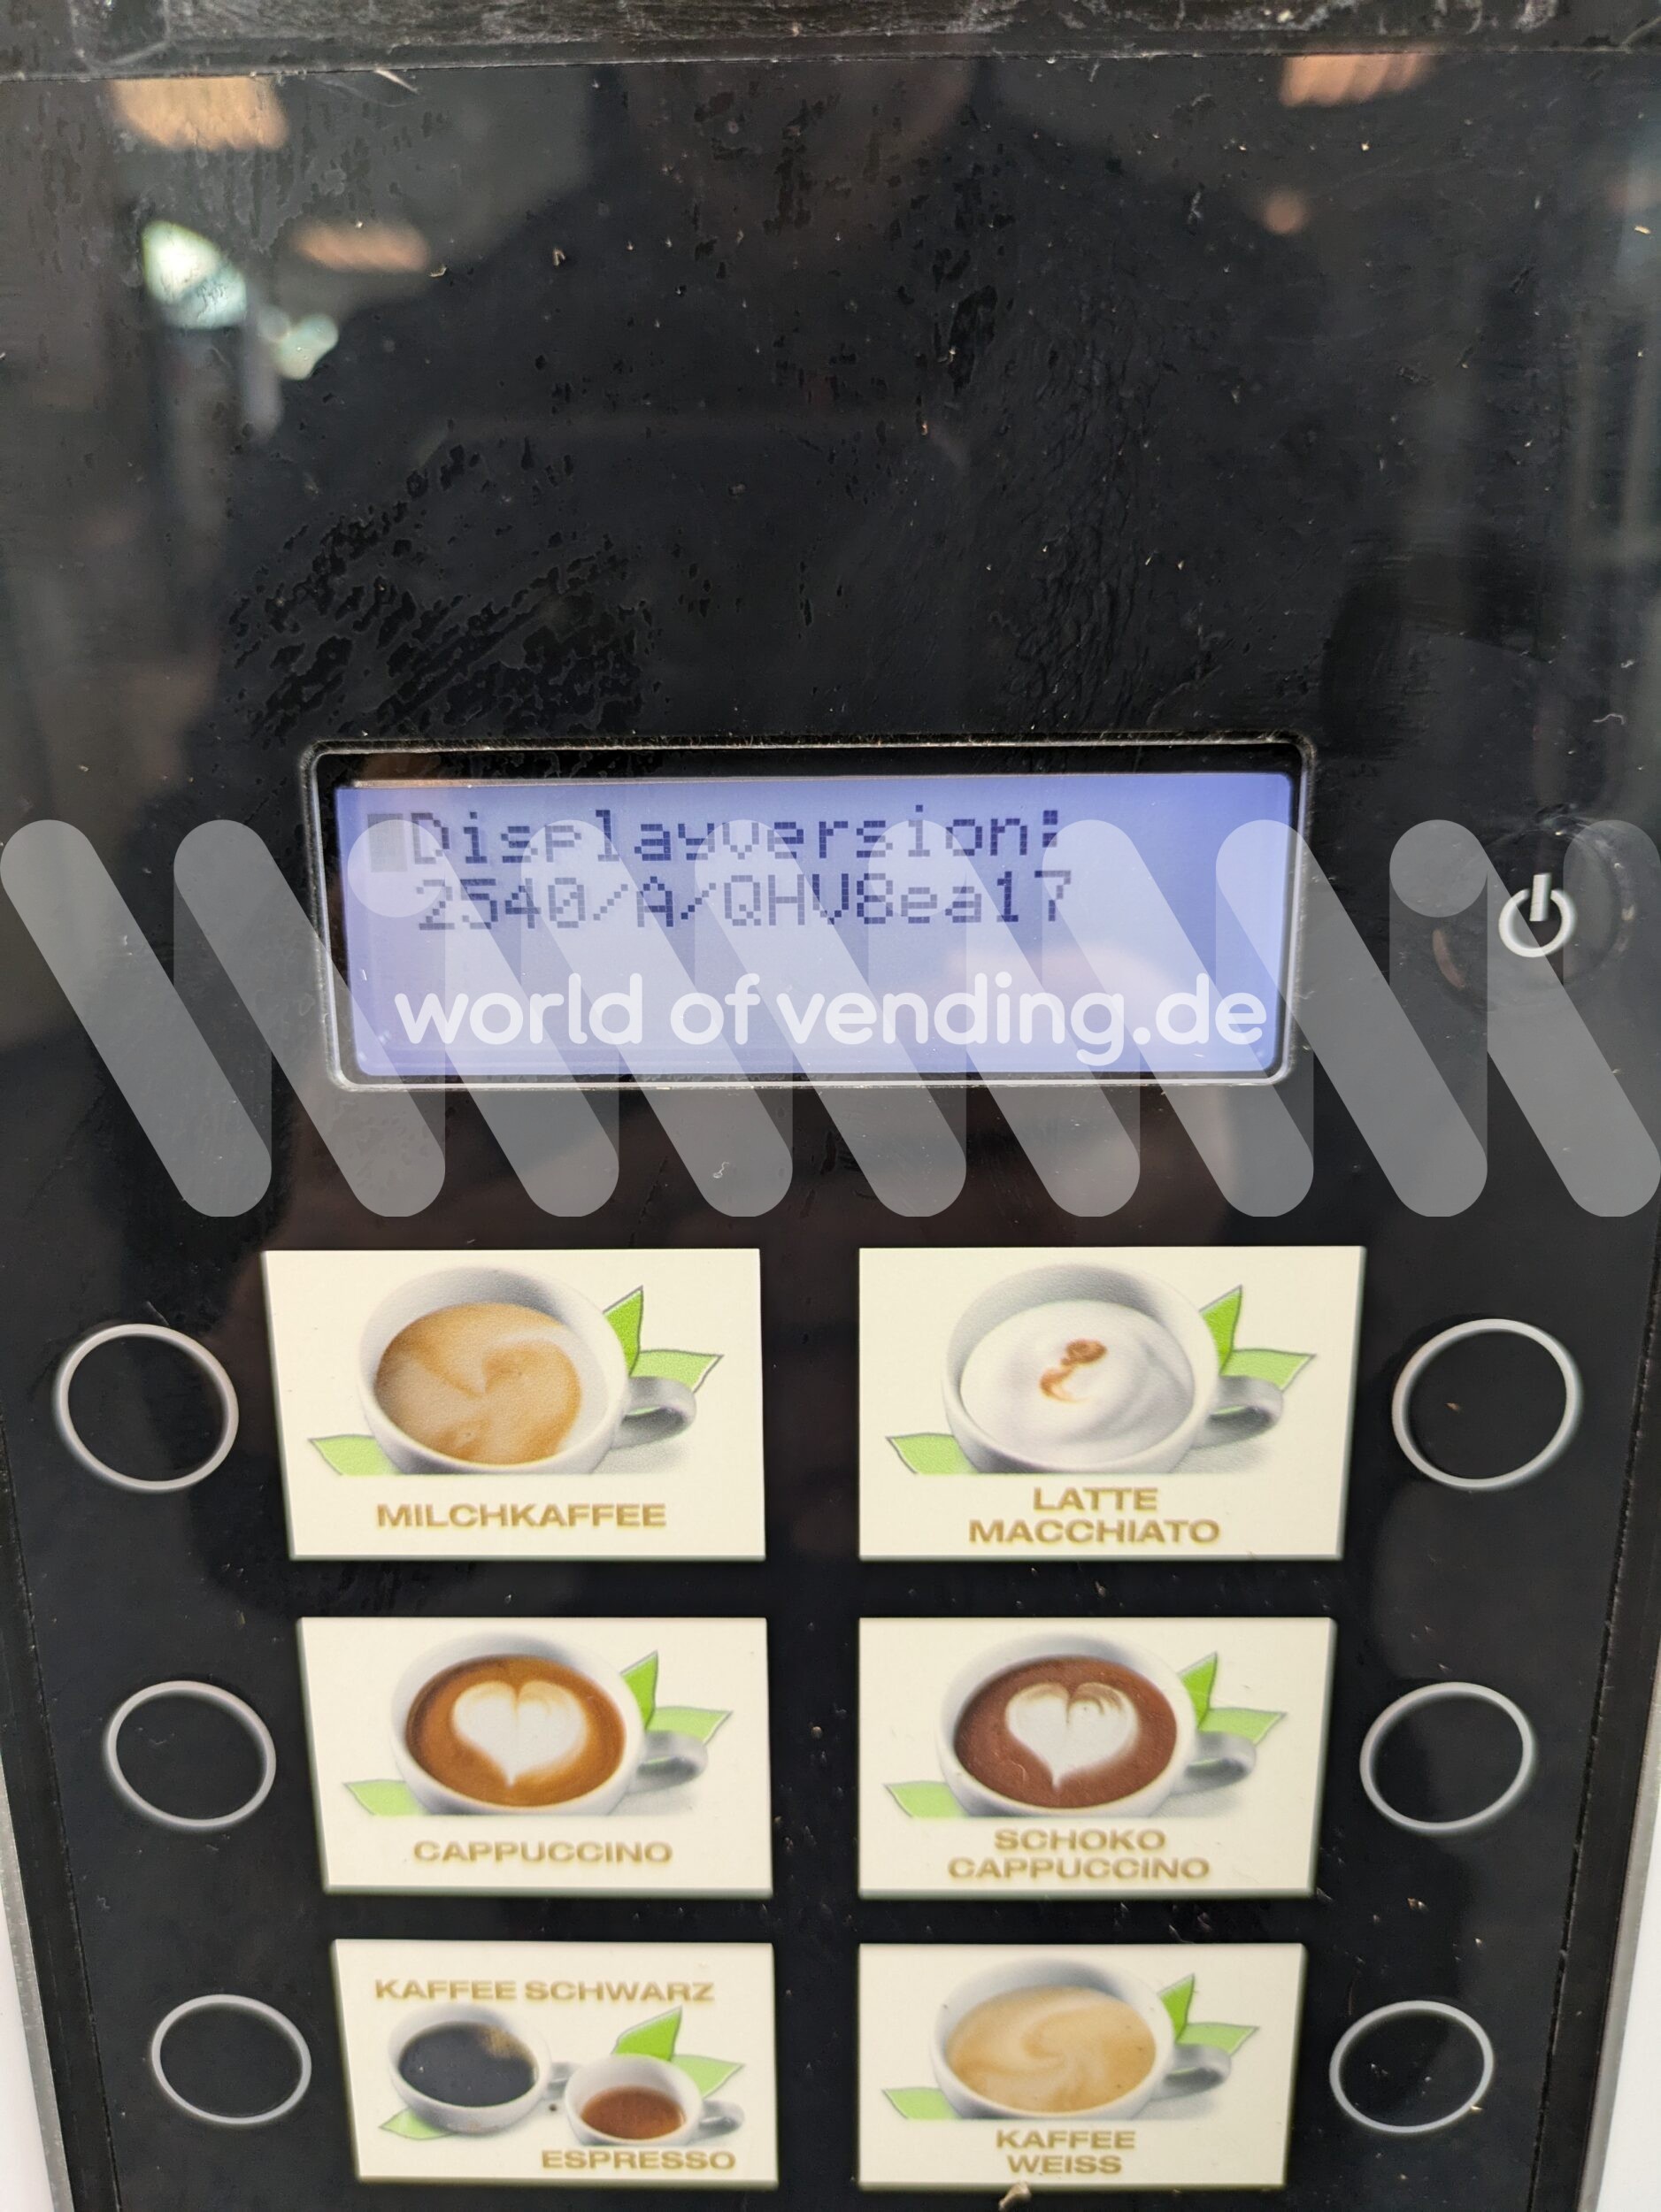 Displayversion:
2540/A/QHV8ea17
world of vending.de
MILCHKAFFEE
LATTE
MACCHIATO
CAPPUCCINO
SCHOKO
CAPPUCCINO
KAFFEE SCHWARZ
ESPRESSO
KAFFEE
WEISS